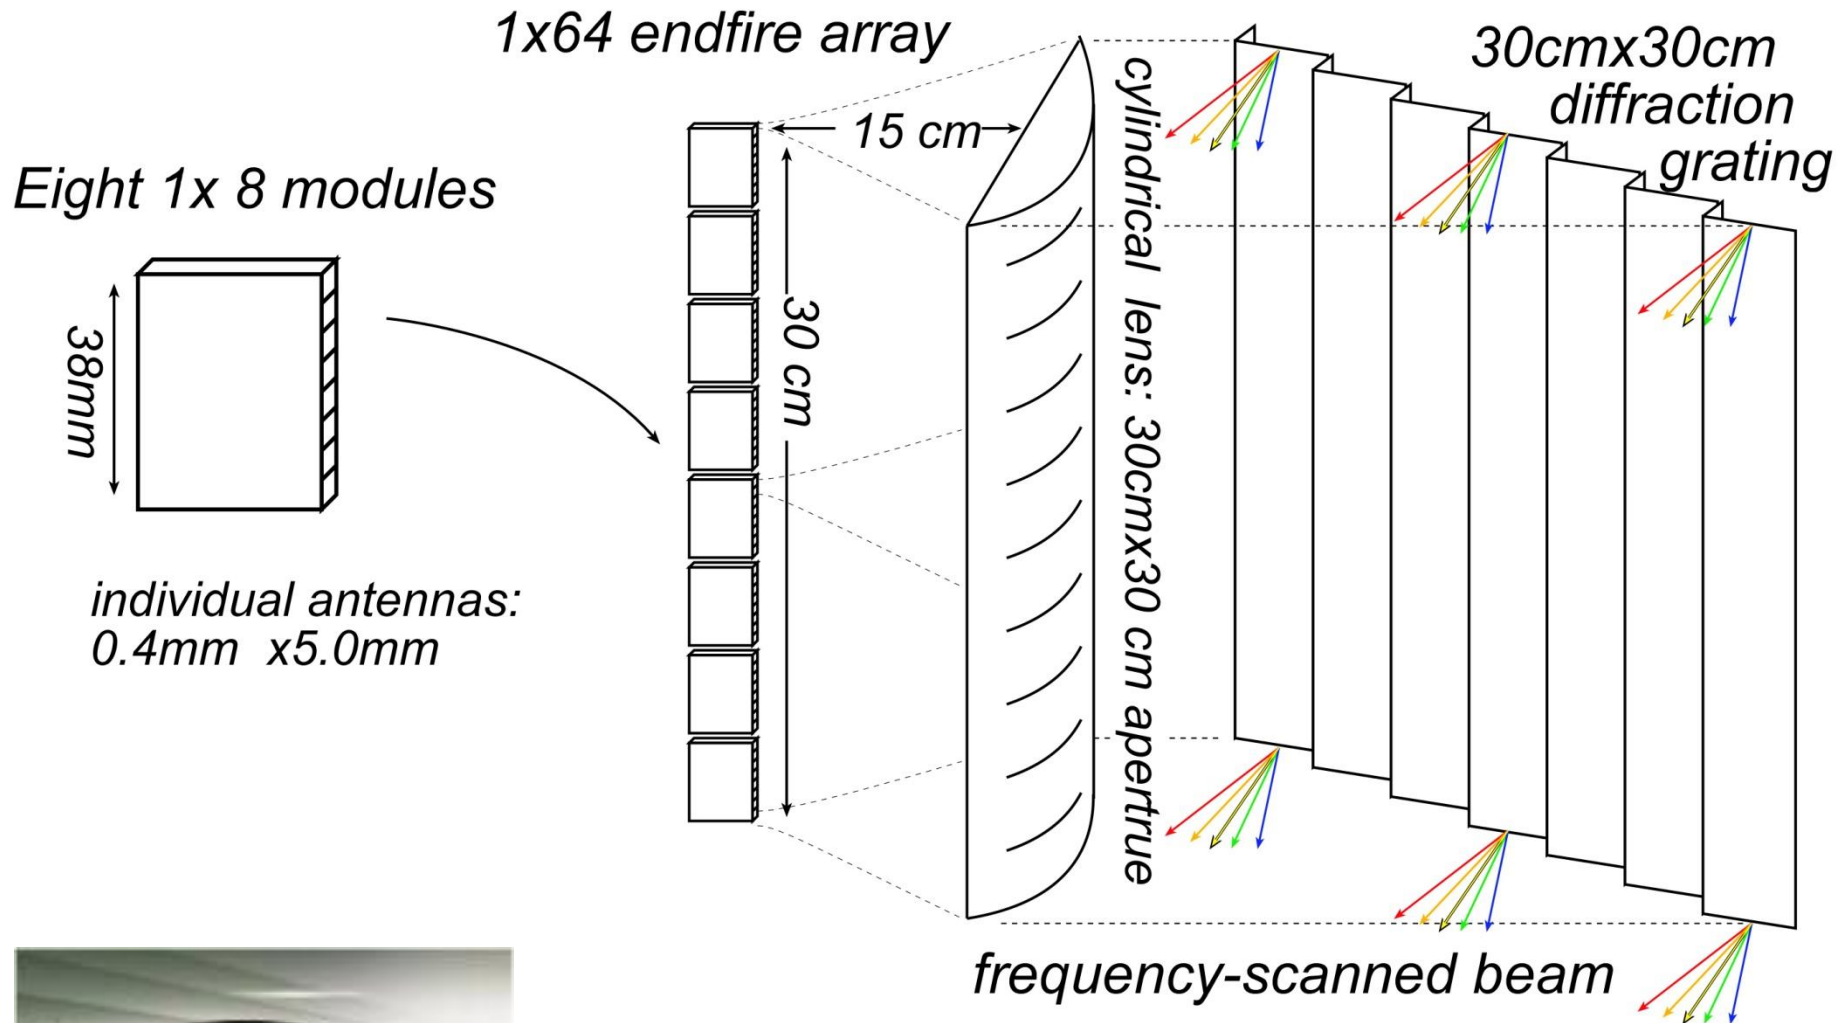 1x64 endfire array
30cmx30cm
diffraction
grating
15 cm
Eight 1x 8 modules
38mm
30 cm
cylindrical lens: 30cmx30 cm apertrue
individual antennas:
0.4mm x5.0mm
frequency-scanned beam